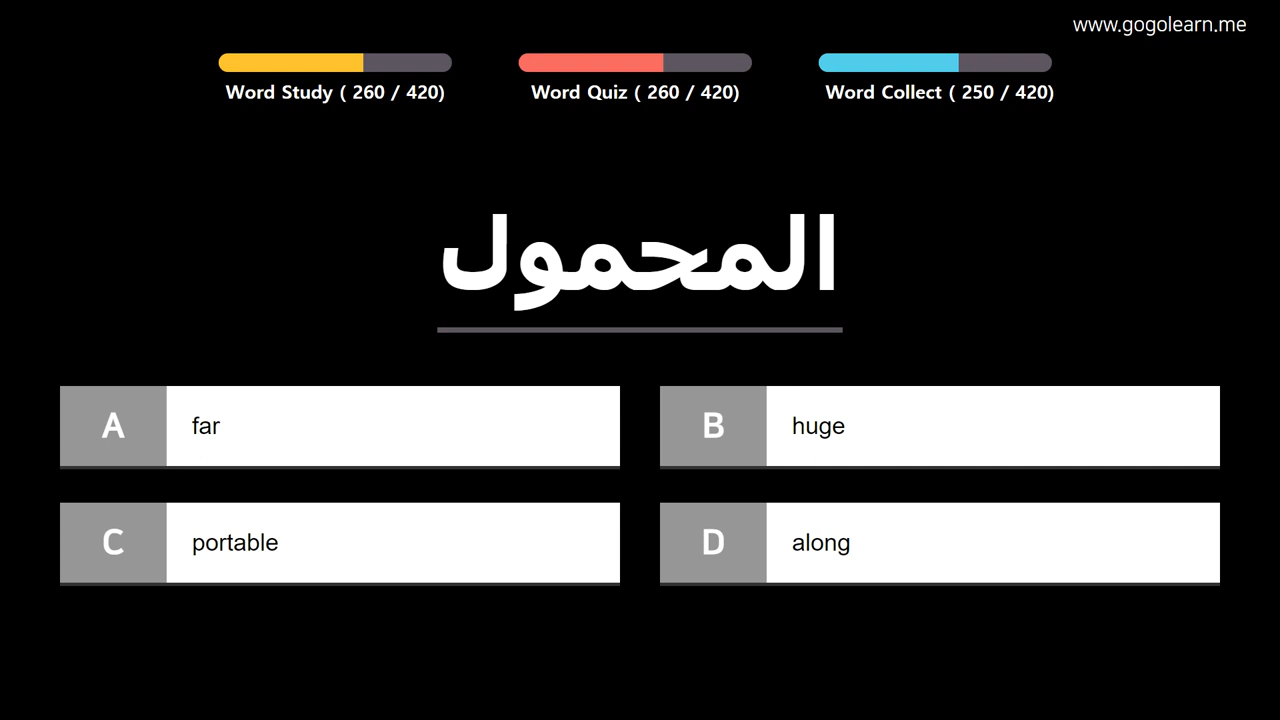 www.gogolearn.me
Word Study ( 260 / 420)
Word Quiz ( 260 / 420)
Word Collect ( 250 / 420)
المحمول
A far
B huge
C portable
D along